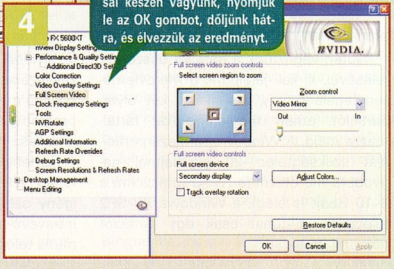 4
sal készen vagyunk, nyomjuk
le az OK gombot, dőljünk hát-
ra, és élvezzük az eredményt.
FX 5600XT
nView Display Settings
Performance & Quality Settings
Additional Direct3D
Color Correction
Video Overlay Settings
Full Screen Video
Clock Frequency Settings
Tools
NVRotate
AGP Settings
Additional Information
Refresh Rate Overrides
Debug Settings
Screen Resolutions & Refresh Rates
Desktop Management
Menu Editing
NVIDIA.
Full screen video zoom controls
Select screen region to zoom
Zoom control
Video Mirror
Out In
Full screen video controls
Full screen device
Secondary display
Adjust Colors...
Track overlay rotation
Restore Defaults
OK Cancel Apply